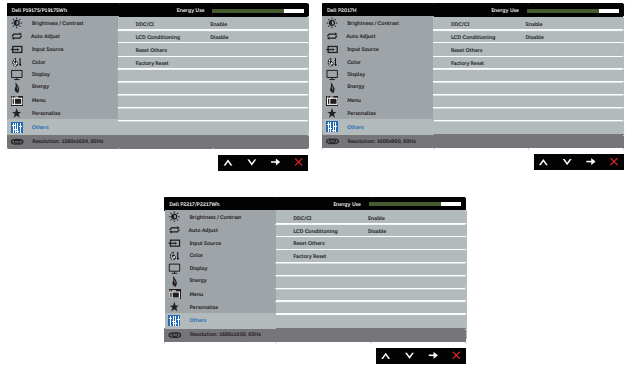 Dell P1917S/P1917SWh Energy Use
Brightness / Contrast DDC/CI Enable
Auto Adjust LCD Conditioning Disable
Input Source Reset Others
Color Factory Reset
Display
Energy
Menu
Personalize
Others
Resolution: 1280x1024, 60Hz
Dell P2017H Energy Use
Brightness / Contrast DDC/CI Enable
Auto Adjust LCD Conditioning Disable
Input Source Reset Others
Color Factory Reset
Display
Energy
Menu
Personalize
Others
Resolution: 1600x900, 60Hz
Dell P2217/P2217Wh Energy Use
Brightness / Contrast DDC/CI Enable
Auto Adjust LCD Conditioning Disable
Input Source Reset Others
Color Factory Reset
Display
Energy
Menu
Personalize
Others
Resolution: 1680x1050, 60Hz